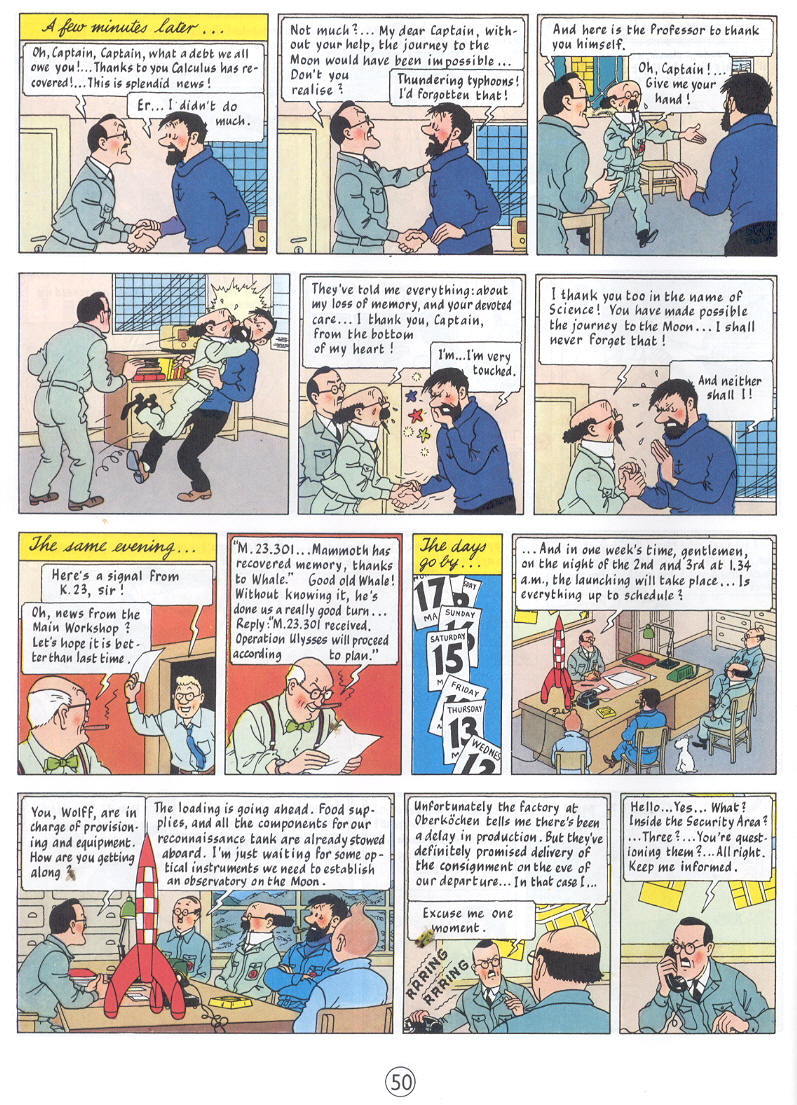 A few minutes later...
Oh, Captain, Captain, what a debt we all
owe you!...Thanks to you Calculus has re-
covered!...This is splendid news!
Er... I didn't do
much.
Not much?... My dear Captain, with-
out your help, the journey to the
Moon would have been impossible...
Don't you
realise?
Thundering typhoons!
I'd forgotten that!
And here is the Professor to thank
you himself.
Oh, Captain!...
Give me your
hand!
They've told me everything: about
my loss of memory, and your devoted
care... I thank you, Captain,
from the bottom
of my heart!
I'm...I'm very
touched.
I thank you too in the name of
Science! You have made possible
the journey to the Moon... I shall
never forget that!
And neither
shall I!
The same evening...
Here's a signal from
K.23, sir!
Oh, news from the
Main Workshop?
Let's hope it is bet-
ter than last time.
"M.23.301...Mammoth has
recovered memory, thanks
to Whale." Good old Whale!
Without knowing it, he's
done us a really good turn...
Reply: "M.23.301 received.
Operation Ulysses will proceed
according to plan."
The days
go by...
17
MA
SUNDAY
SATURDAY
15
M
FRIDAY
THURSDAY
13
M
WEDNES
12
...And in one week's time, gentlemen,
on the night of the 2nd and 3rd at 1.34
a.m., the launching will take place... Is
everything up to schedule?
You, Wolff, are in
charge of provision-
ing and equipment.
How are you getting
along?
The loading is going ahead. Food sup-
plies, and all the components for our
reconnaissance tank are already stowed
aboard. I'm just waiting for some op-
tical instruments we need to establish
an observatory on the Moon.
Unfortunately the factory at
Oberköchen tells me there's been
a delay in production. But they've
definitely promised delivery of
the consignment on the eve of
our departure... In that case I...
Excuse me one
moment.
RRRING
RRRING
Hello...Yes... What?
Inside the Security Area?
...Three?...You're quest-
ioning them?...All right.
Keep me informed.
50